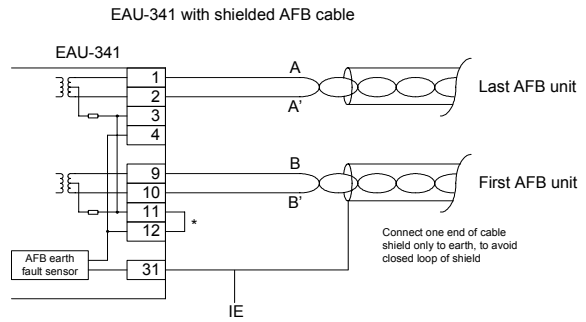 EAU-341 with shielded AFB cable
EAU-341
1
2
3
4
A
A'
Last AFB unit
9
10
11
12
*
B
B'
First AFB unit
Connect one end of cable
shield only to earth, to avoid
closed loop of shield
AFB earth
fault sensor
31
IE